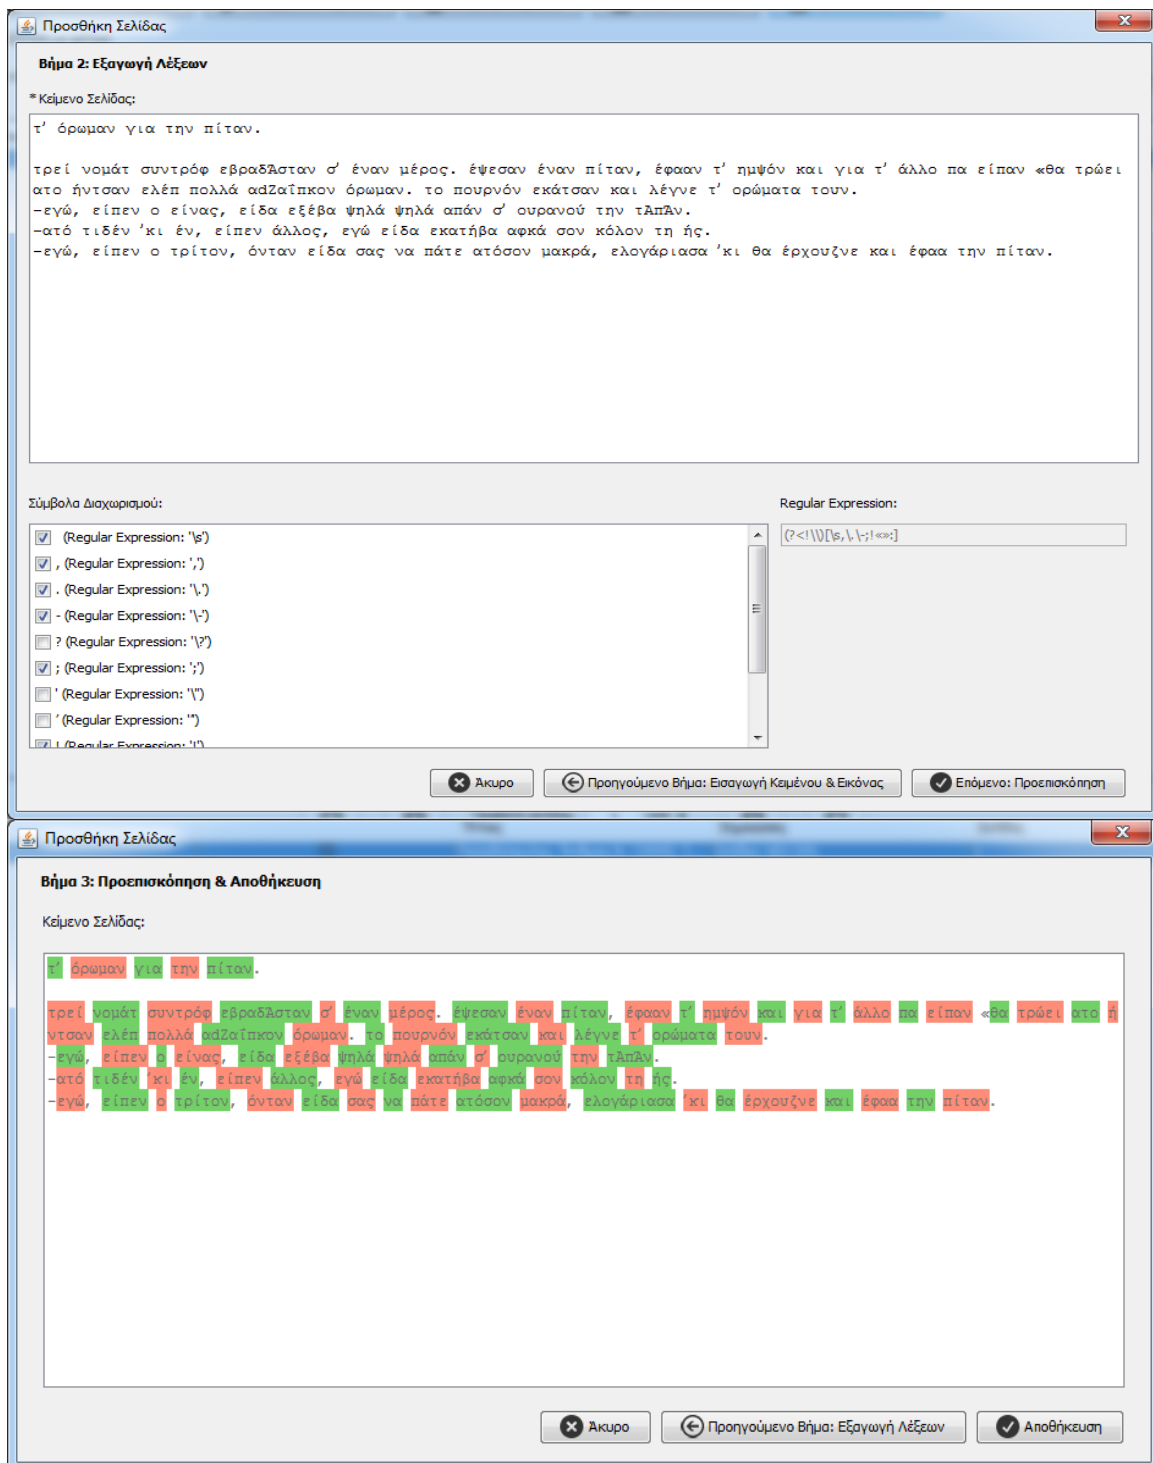 Προσθήκη Σελίδας
Βήμα 2: Εξαγωγή Λέξεων
* Κείμενο Σελίδας:
τ' όρωμαν για την πίταν.
τρεί νομάτ συντρόφ εβραδΆσταν σ' έναν μέρος. έψεσαν έναν πίταν, έφααν τ' ημψόν και για τ' άλλο πα είπαν «θα τρώει
ατο ήντσαν ελέπ πολλά αdΖαΐπκον όρωμαν. το πουρνόν εκάτσαν και λέγνε τ' ορώματα τουν.
-εγώ, είπεν ο είνας, είδα εξέβα ψηλά ψηλά απάν σ' ουρανού την τΆπΆν.
-ατό τιδέν 'κι έν, είπεν άλλος, εγώ είδα εκατήβα αφκά σον κόλον τη ής.
-εγώ, είπεν ο τρίτον, όνταν είδα σας να πάτε ατόσον μακρά, ελογάριασα 'κι θα έρχουζνε και έφαα την πίταν.
Σύμβολα Διαχωρισμού:
Regular Expression:
(Regular Expression: '\s')
(?<!\\)[\s,\.\-;!«»:]
, (Regular Expression: ',')
. (Regular Expression: '\.')
- (Regular Expression: '\-')
? (Regular Expression: '\?')
; (Regular Expression: ';')
' (Regular Expression: '\'')
΄ (Regular Expression: '΄')
! (Regular Expression: '!')
Άκυρο
Προηγούμενο Βήμα: Εισαγωγή Κειμένου & Εικόνας
Επόμενο: Προεπισκόπηση
Προσθήκη Σελίδας
Βήμα 3: Προεπισκόπηση & Αποθήκευση
Κείμενο Σελίδας:
τ' όρωμαν για την πίταν.
τρεί νομάτ συντρόφ εβραδΆσταν σ' έναν μέρος. έψεσαν έναν πίταν, έφααν τ' ημψόν και για τ' άλλο πα είπαν «θα τρώει ατο ή
ντσαν ελέπ πολλά αdΖαΐπκον όρωμαν. το πουρνόν εκάτσαν και λέγνε τ' ορώματα τουν.
-εγώ, είπεν ο είνας, είδα εξέβα ψηλά ψηλά απάν σ' ουρανού την τΆπΆν.
-ατό τιδέν 'κι έν, είπεν άλλος, εγώ είδα εκατήβα αφκά σον κόλον τη ής.
-εγώ, είπεν ο τρίτον, όνταν είδα σας να πάτε ατόσον μακρά, ελογάριασα 'κι θα έρχουζνε και έφαα την πίταν.
Άκυρο
Προηγούμενο Βήμα: Εξαγωγή Λέξεων
Αποθήκευση